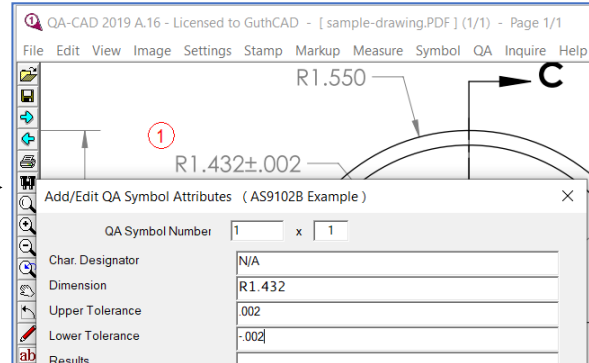 QA-CAD 2019 A.16 - Licensed to GuthCAD - [ sample-drawing.PDF ] (1/1) - Page 1/1
File Edit View Image Settings Stamp Markup Measure Symbol QA Inquire Help
R1.550
C
1
R1.432±.002
Add/Edit QA Symbol Attributes ( AS9102B Example )
QA Symbol Number 1 x 1
Char. Designator N/A
Dimension R1.432
Upper Tolerance .002
Lower Tolerance -.002
ab Results